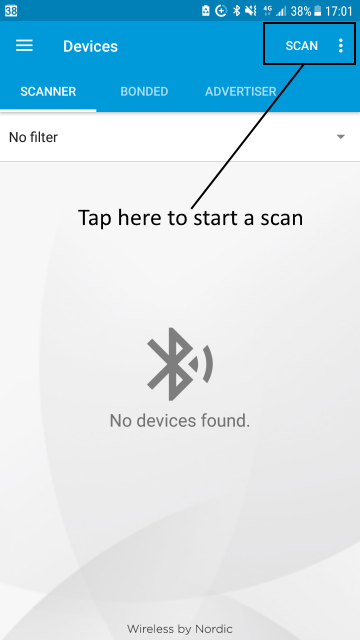 38
4G
38%
17:01
Devices
SCAN
SCANNER
BONDED
ADVERTISER
No filter
Tap here to start a scan
No devices found.
Wireless by Nordic